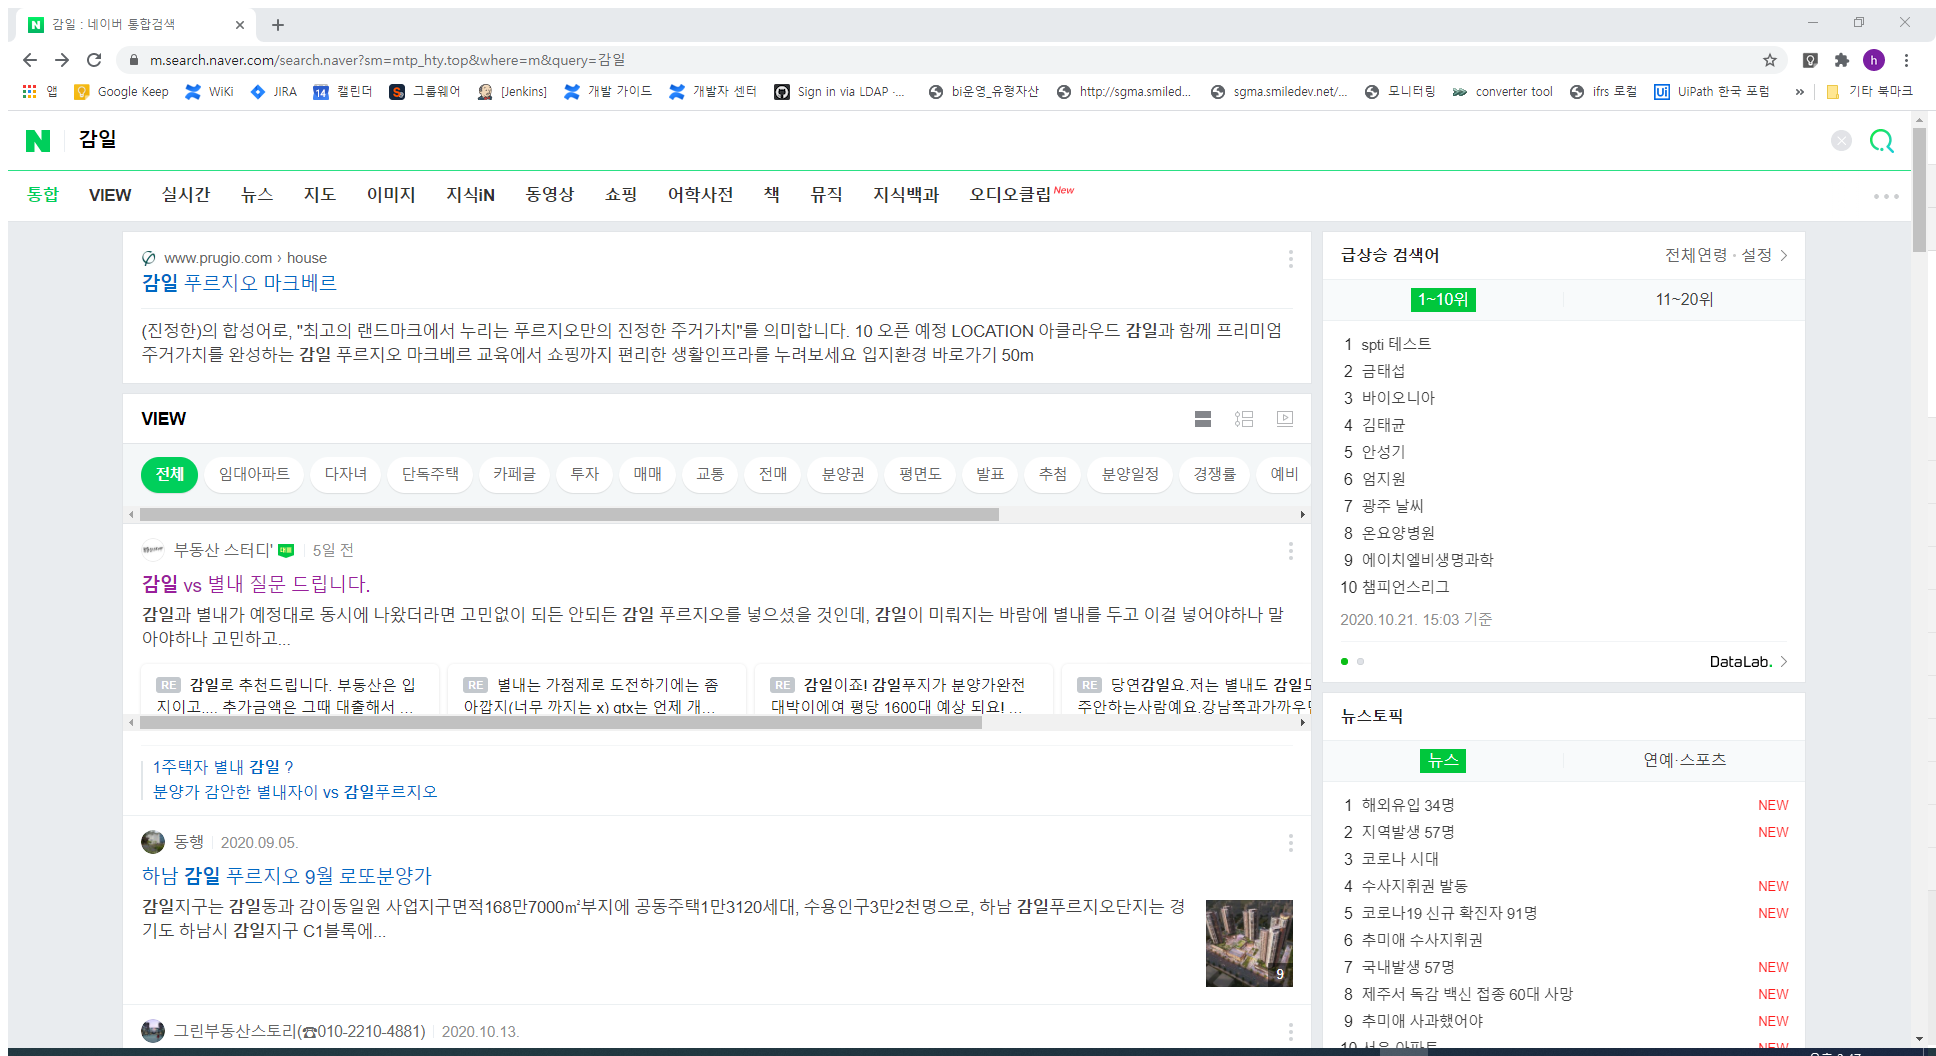 감일 : 네이버 통합검색
m.search.naver.com/search.naver?sm=mtp_hty.top&where=m&query=감일
앱 Google Keep WiKi JIRA 캘린더 그룹웨어 [Jenkins] 개발 가이드 개발자 센터 Sign in via LDAP -... bi운영_유형자산 http://sgma.smiled... sgma.smiledev.net/... 모니터링 converter tool ifrs 로컬 UiPath 한국 포럼 » 기타 북마크
감일
통합 VIEW 실시간 뉴스 지도 이미지 지식iN 동영상 쇼핑 어학사전 책 뮤직 지식백과 오디오클립 New
www.prugio.com › house
감일 푸르지오 마크베르
(진정한)의 합성어로, "최고의 랜드마크에서 누리는 푸르지오만의 진정한 주거가치"를 의미합니다. 10 오픈 예정 LOCATION 아클라우드 감일과 함께 프리미엄
주거가치를 완성하는 감일 푸르지오 마크베르 교육에서 쇼핑까지 편리한 생활인프라를 누려보세요 입지환경 바로가기 50m
VIEW
전체 임대아파트 다자녀 단독주택 카페글 투자 매매 교통 전매 분양권 평면도 발표 추첨 분양일정 경쟁률 예비
부동산 스터디' 대표 5일 전
감일 vs 별내 질문 드립니다.
감일과 별내가 예정대로 동시에 나왔더라면 고민없이 되든 안되든 감일 푸르지오를 넣으셨을 것인데, 감일이 미뤄지는 바람에 별내를 두고 이걸 넣어야하나 말
아야하나 고민하고...
RE 감일로 추천드립니다. 부동산은 입
지이고.... 추가금액은 그때 대출해서 ...
RE 별내는 가점제로 도전하기에는 좀
아깝지(너무 까지는 x) gtx는 언제 개...
RE 감일이죠! 감일푸지가 분양가완전
대박이에여 평당 1600대 예상 되요! ...
RE 당연감일요.저는 별내도 감일도
주안하는사람예요.강남쪽과가까우면
1주택자 별내 감일 ?
분양가 감안한 별내자이 vs 감일푸르지오
동행 2020.09.05.
하남 감일 푸르지오 9월 로또분양가
감일지구는 감일동과 감이동일원 사업지구면적168만7000㎡부지에 공동주택1만3120세대, 수용인구3만2천명으로, 하남 감일푸르지오단지는 경
기도 하남시 감일지구 C1블록에...
9
그린부동산스토리(☎010-2210-4881) 2020.10.13.
급상승 검색어 전체연령 · 설정
1~10위 11~20위
1 spti 테스트
2 금태섭
3 바이오니아
4 김태균
5 안성기
6 엄지원
7 광주 날씨
8 온요양병원
9 에이치엘비생명과학
10 챔피언스리그
2020.10.21. 15:03 기준
DataLab.
뉴스토픽
뉴스 연예·스포츠
1 해외유입 34명 NEW
2 지역발생 57명 NEW
3 코로나 시대
4 수사지휘권 발동 NEW
5 코로나19 신규 확진자 91명 NEW
6 추미애 수사지휘권
7 국내발생 57명 NEW
8 제주서 독감 백신 접종 60대 사망 NEW
9 추미애 사과했어야 NEW
10 서울 아파트 NEW